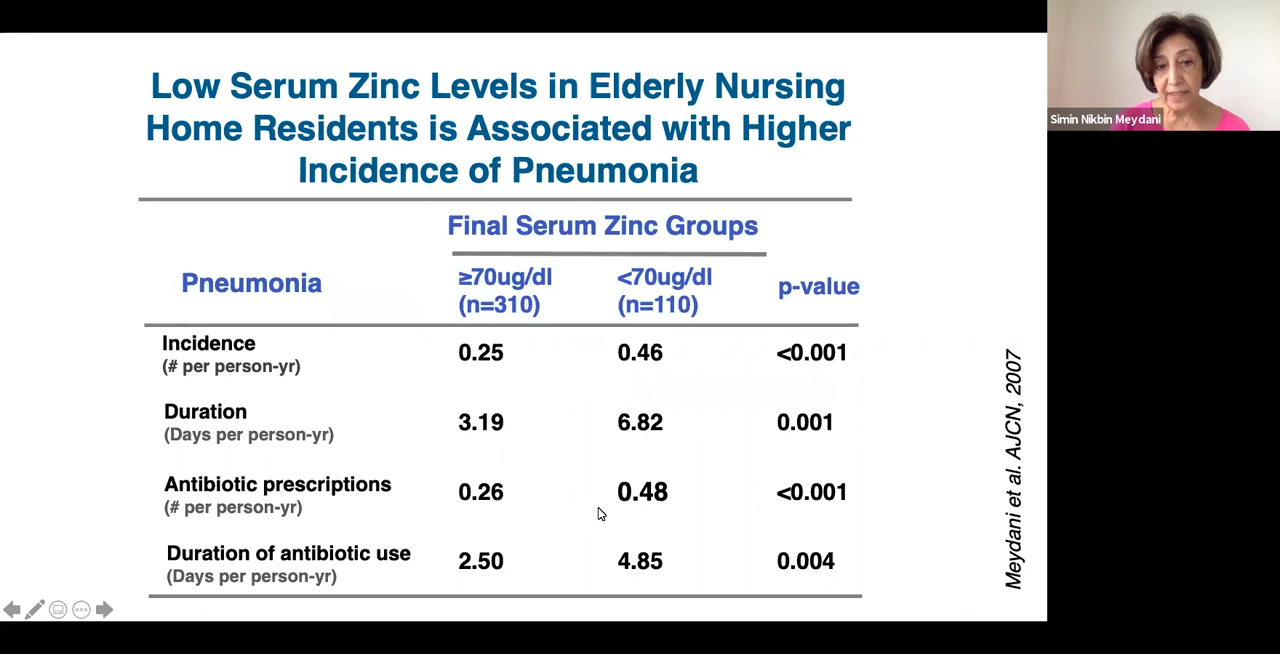 Low Serum Zinc Levels in Elderly Nursing
Home Residents is Associated with Higher
Incidence of Pneumonia
Final Serum Zinc Groups
Pneumonia
≥70ug/dl
(n=310)
<70ug/dl
(n=110)
p-value
Incidence
(# per person-yr)
0.25
0.46
<0.001
Duration
(Days per person-yr)
3.19
6.82
0.001
Antibiotic prescriptions
(# per person-yr)
0.26
0.48
<0.001
Duration of antibiotic use
(Days per person-yr)
2.50
4.85
0.004
Meydani et al. AJCN, 2007
Simin Nikbin Meydani